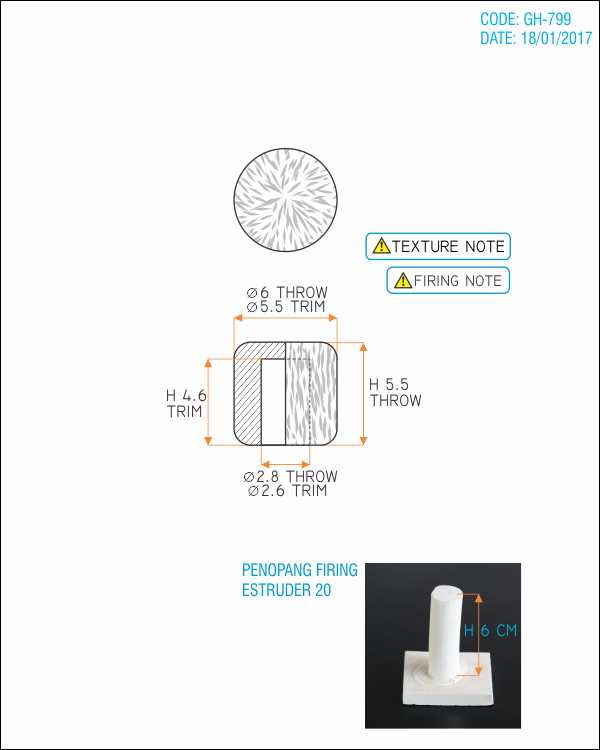 CODE: GH-799
DATE: 18/01/2017
TEXTURE NOTE
FIRING NOTE
⌀6 THROW
⌀5.5 TRIM
H 4.6
TRIM
H 5.5
THROW
⌀2.8 THROW
⌀2.6 TRIM
PENOPANG FIRING
ESTRUDER 20
H 6 CM